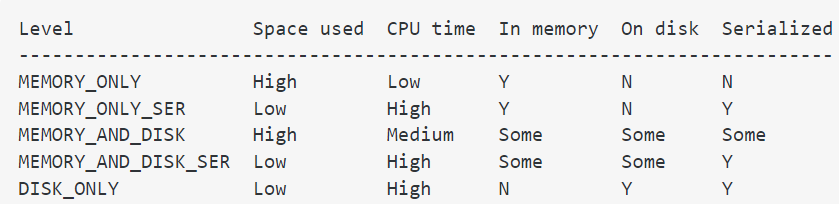 Level Space used CPU time In memory On disk Serialized
-------------------------------------------------------------------------
MEMORY_ONLY High Low Y N N
MEMORY_ONLY_SER Low High Y N Y
MEMORY_AND_DISK High Medium Some Some Some
MEMORY_AND_DISK_SER Low High Some Some Y
DISK_ONLY Low High N Y Y